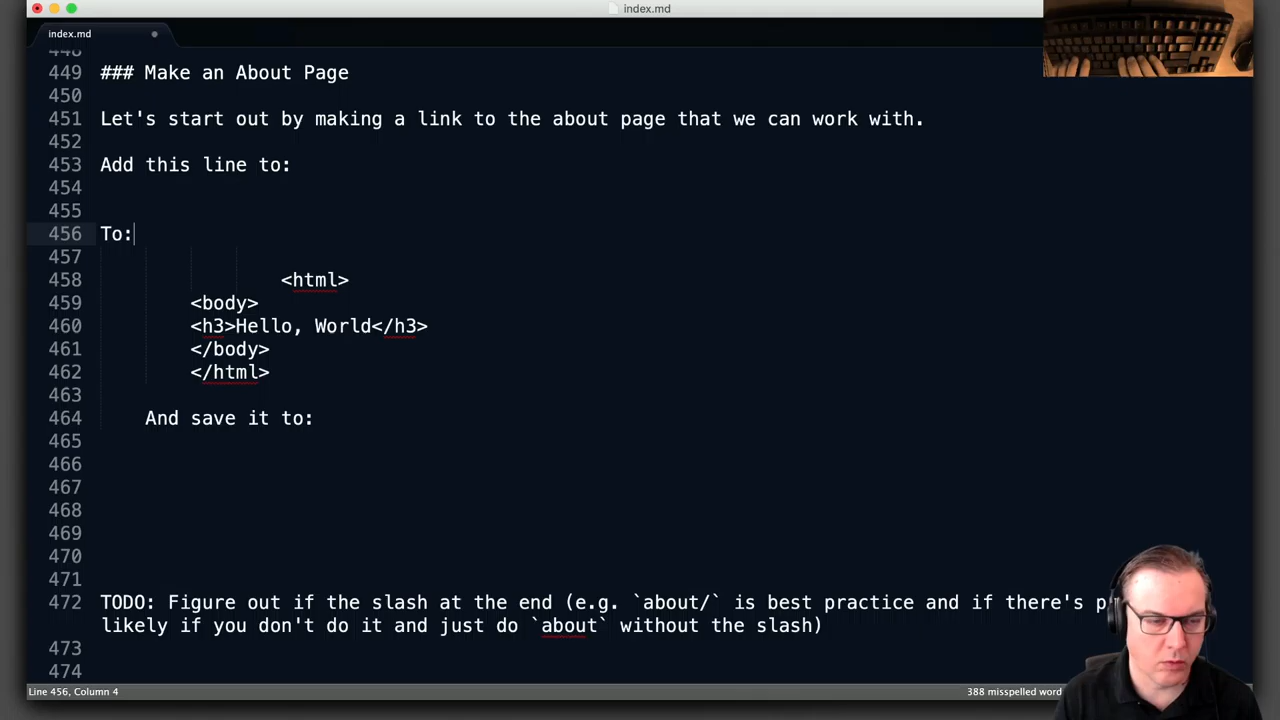 index.md
index.md
448
449 ### Make an About Page
450
451 Let's start out by making a link to the about page that we can work with.
452
453 Add this line to:
454
455
456 To:
457
458 <html>
459 <body>
460 <h3>Hello, World</h3>
461 </body>
462 </html>
463
464 And save it to:
465
466
467
468
469
470
471
472 TODO: Figure out if the slash at the end (e.g. `about/` is best practice and if there's
likely if you don't do it and just do `about` without the slash)
473
474
Line 456, Column 4
388 misspelled